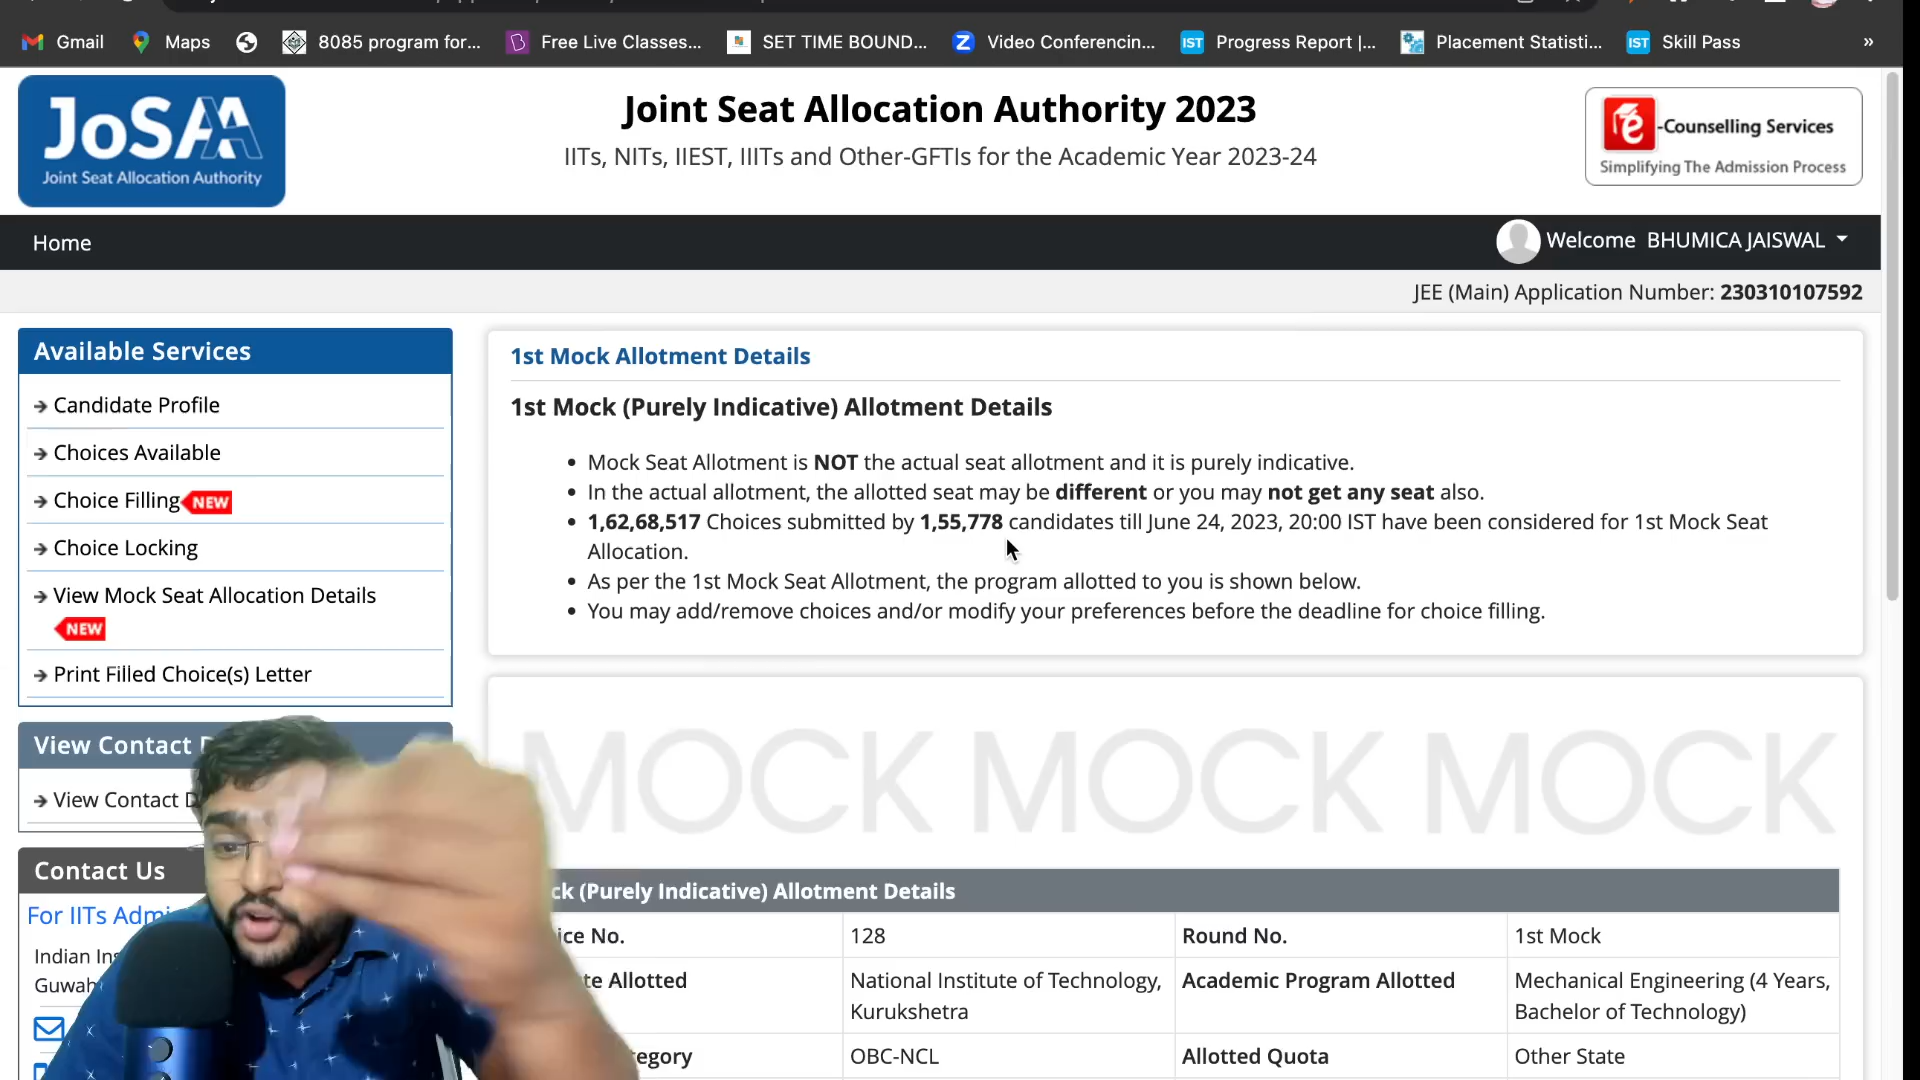 Gmail
Maps
8085 program for...
Free Live Classes...
SET TIME BOUND...
Video Conferencin...
Progress Report |...
Placement Statisti...
Skill Pass
»
JoSAA
Joint Seat Allocation Authority
Joint Seat Allocation Authority 2023
IITs, NITs, IIEST, IIITs and Other-GFTIs for the Academic Year 2023-24
e-Counselling Services
Simplifying The Admission Process
Home
Welcome BHUMICA JAISWAL
JEE (Main) Application Number: 230310107592
Available Services
Candidate Profile
Choices Available
Choice Filling NEW
Choice Locking
View Mock Seat Allocation Details
NEW
Print Filled Choice(s) Letter
View Contact
View Contact D
Contact Us
For IITs Admi
Indian Ins
Guwah
1st Mock Allotment Details
1st Mock (Purely Indicative) Allotment Details
• Mock Seat Allotment is NOT the actual seat allotment and it is purely indicative.
• In the actual allotment, the allotted seat may be different or you may not get any seat also.
• 1,62,68,517 Choices submitted by 1,55,778 candidates till June 24, 2023, 20:00 IST have been considered for 1st Mock Seat
Allocation.
• As per the 1st Mock Seat Allotment, the program allotted to you is shown below.
• You may add/remove choices and/or modify your preferences before the deadline for choice filling.
MOCK MOCK MOCK
ck (Purely Indicative) Allotment Details
ice No. 128 Round No. 1st Mock
te Allotted National Institute of Technology, Academic Program Allotted Mechanical Engineering (4 Years,
Kurukshetra Bachelor of Technology)
egory OBC-NCL Allotted Quota Other State